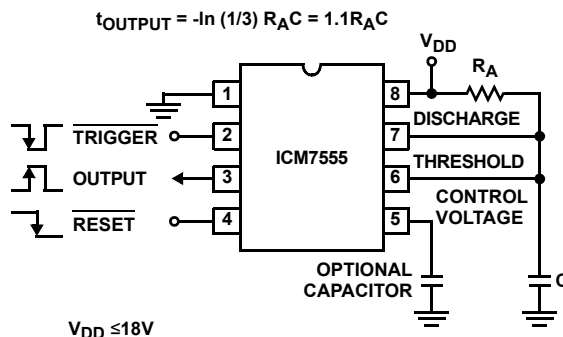 tOUTPUT = -ln (1/3) RAC = 1.1RAC
VDD
RA
1
8
DISCHARGE
TRIGGER
2
7
ICM7555
OUTPUT
3
THRESHOLD
6
CONTROL
VOLTAGE
RESET
4
5
OPTIONAL
CAPACITOR
C
VDD ≤18V